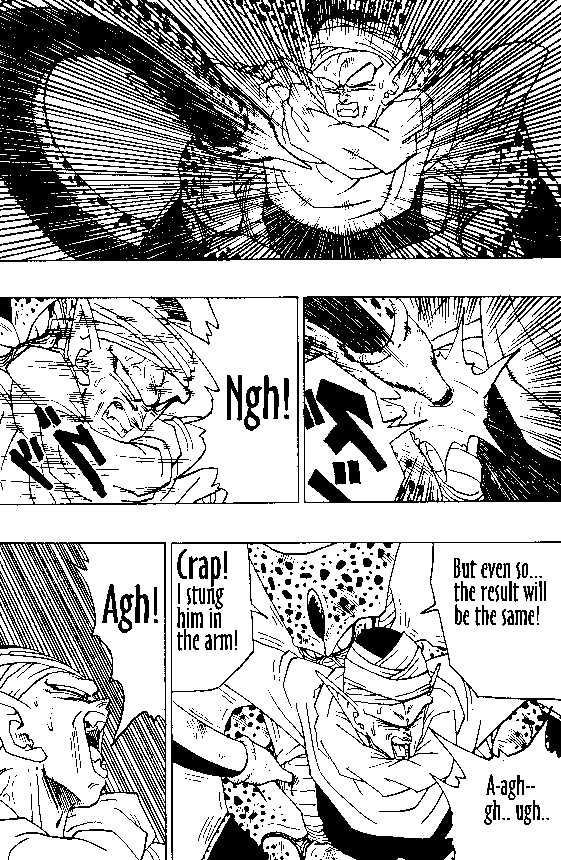 Ngh!
Agh!
Crap!
I stung
him in
the arm!
But even so...
the result will
be the same!
A-agh--
gh.. ugh..